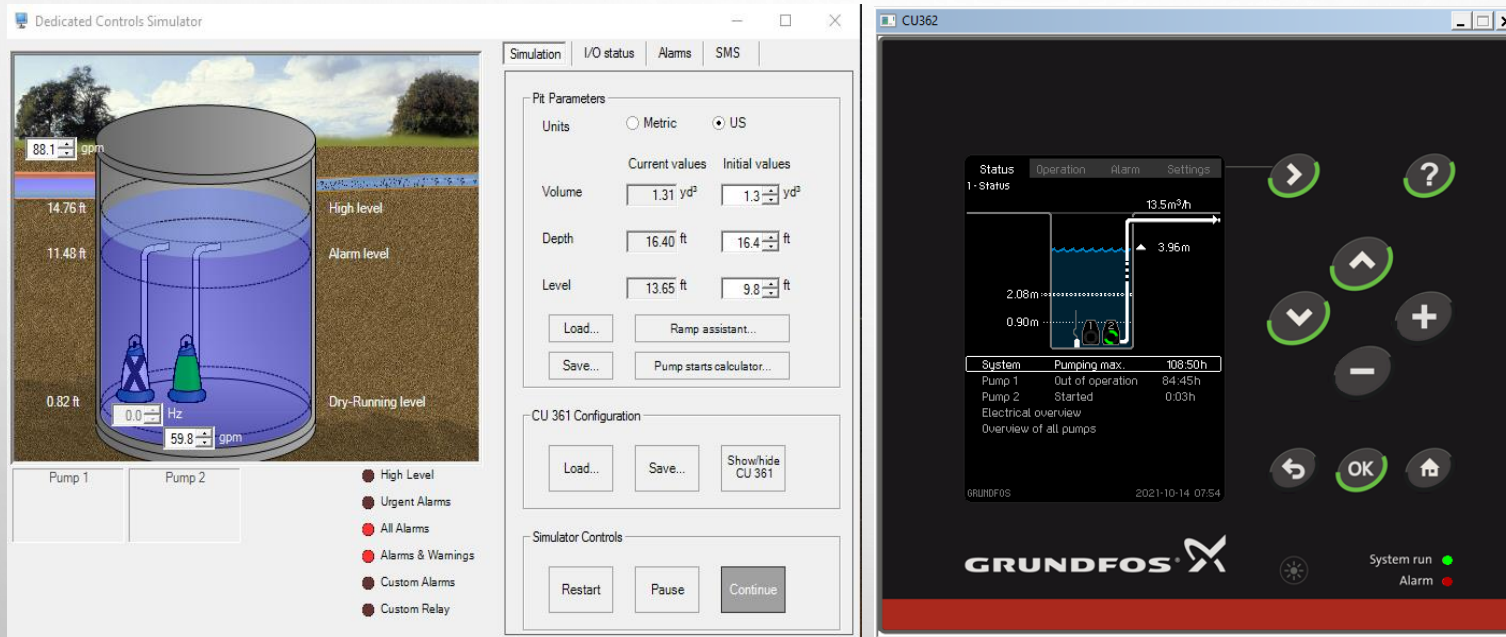 Dedicated Controls Simulator
88.1 gpm
14.76 ft
High level
11.48 ft
Alarm level
0.82 ft
Dry-Running level
0.0 Hz
59.8 gpm
Pump 1
Pump 2
High Level
Urgent Alarms
All Alarms
Alarms & Warnings
Custom Alarms
Custom Relay
Simulation I/O status Alarms SMS
Pit Parameters
Units Metric US
Current values Initial values
Volume 1.31 yd³ 1.3 yd³
Depth 16.40 ft 16.4 ft
Level 13.65 ft 9.8 ft
Load... Ramp assistant...
Save... Pump starts calculator...
CU 361 Configuration
Load... Save... Show/hide
CU 361
Simulator Controls
Restart Pause Continue
CU362
Status Operation Alarm Settings
1 - Status
13.5m³/h
3.96m
2.08m
0.90m
1 2
System Pumping max. 108:50h
Pump 1 Out of operation 84:45h
Pump 2 Started 0:03h
Electrical overview
Overview of all pumps
GRUNDFOS 2021-10-14 07:54
?
OK
GRUNDFOS
System run
Alarm